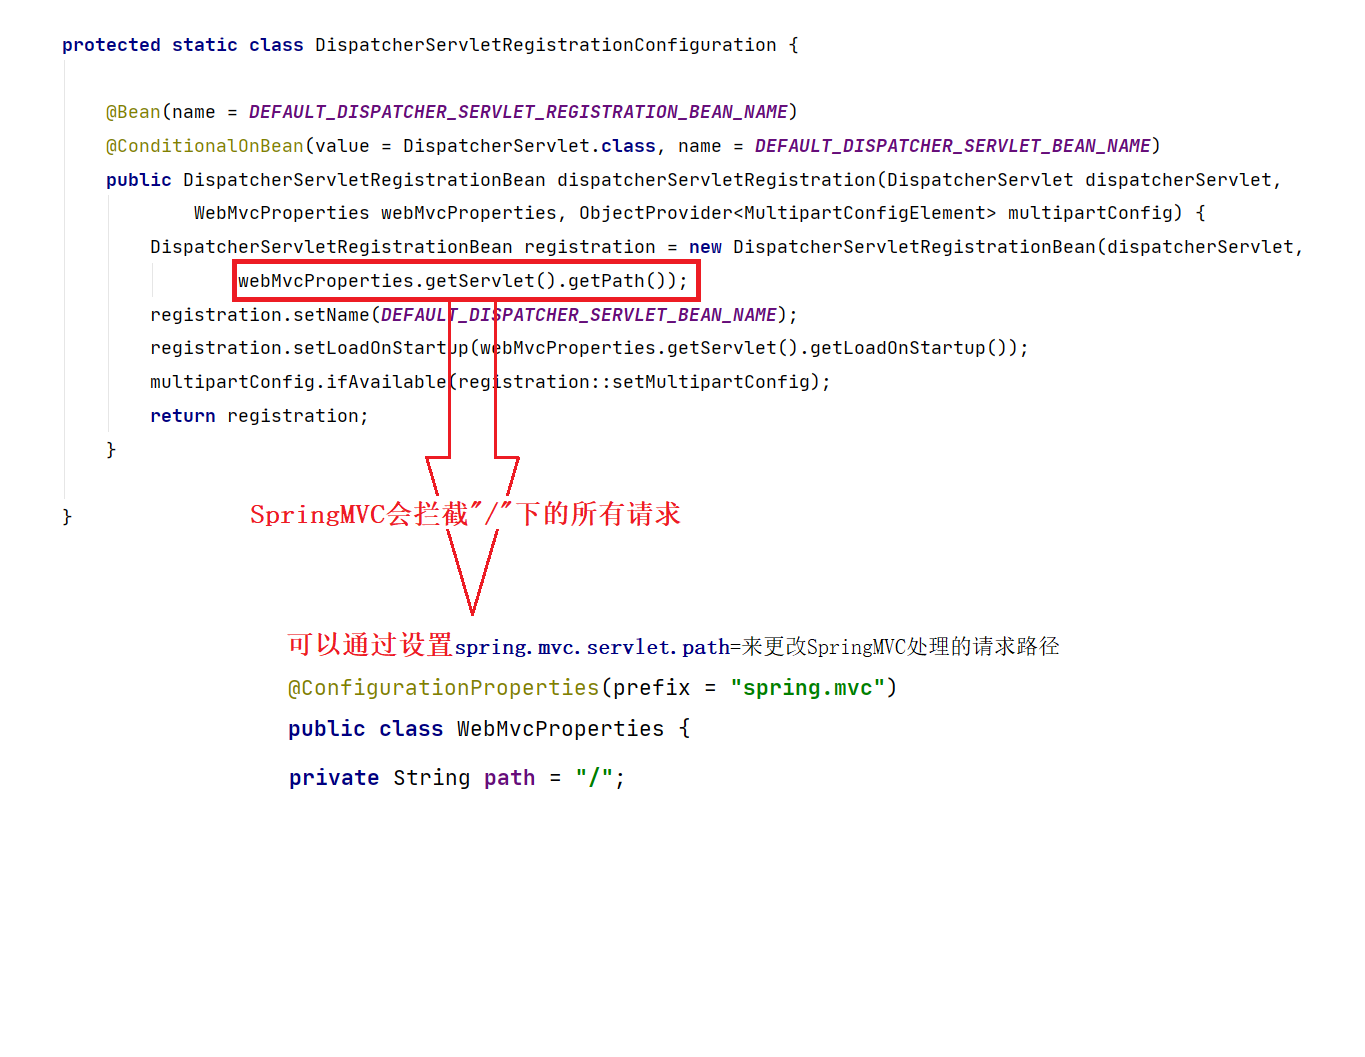 protected static class DispatcherServletRegistrationConfiguration {
@Bean(name = DEFAULT_DISPATCHER_SERVLET_REGISTRATION_BEAN_NAME)
@ConditionalOnBean(value = DispatcherServlet.class, name = DEFAULT_DISPATCHER_SERVLET_BEAN_NAME)
public DispatcherServletRegistrationBean dispatcherServletRegistration(DispatcherServlet dispatcherServlet,
WebMvcProperties webMvcProperties, ObjectProvider<MultipartConfigElement> multipartConfig) {
DispatcherServletRegistrationBean registration = new DispatcherServletRegistrationBean(dispatcherServlet,
webMvcProperties.getServlet().getPath());
registration.setName(DEFAULT_DISPATCHER_SERVLET_BEAN_NAME);
registration.setLoadOnStartup(webMvcProperties.getServlet().getLoadOnStartup());
multipartConfig.ifAvailable(registration::setMultipartConfig);
return registration;
}
}
SpringMVC会拦截"/"下的所有请求
可以通过设置spring.mvc.servlet.path=来更改SpringMVC处理的请求路径
@ConfigurationProperties(prefix = "spring.mvc")
public class WebMvcProperties {
private String path = "/";